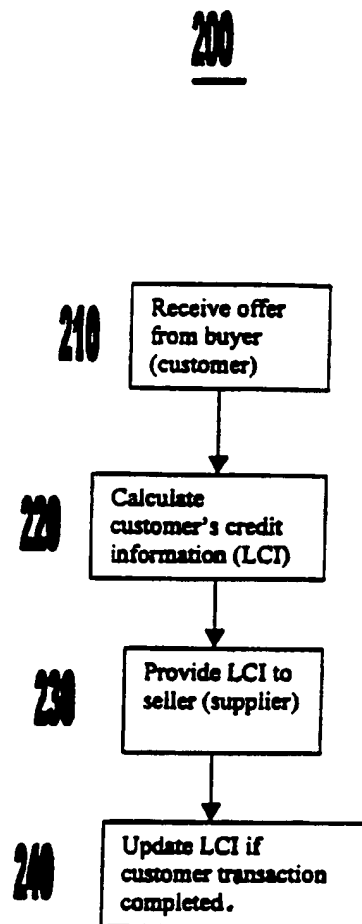 200
210
Receive offer
from buyer
(customer)
220
Calculate
customer's credit
information (LCI)
230
Provide LCI to
seller (supplier)
240
Update LCI if
customer transaction
completed.